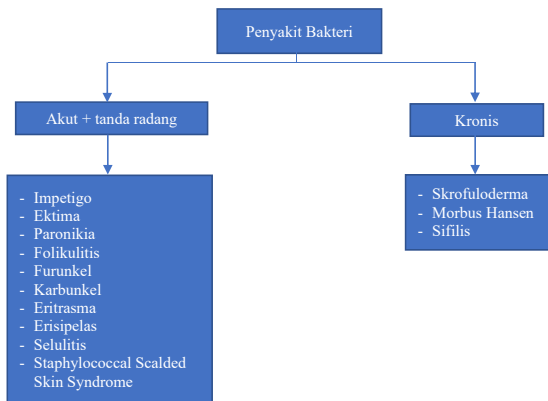 Penyakit Bakteri
Akut + tanda radang
Kronis
- Impetigo
- Ektima
- Paronikia
- Folikulitis
- Furunkel
- Karbunkel
- Eritrasma
- Erisipelas
- Selulitis
- Staphylococcal Scalded
Skin Syndrome
- Skrofuloderma
- Morbus Hansen
- Sifilis